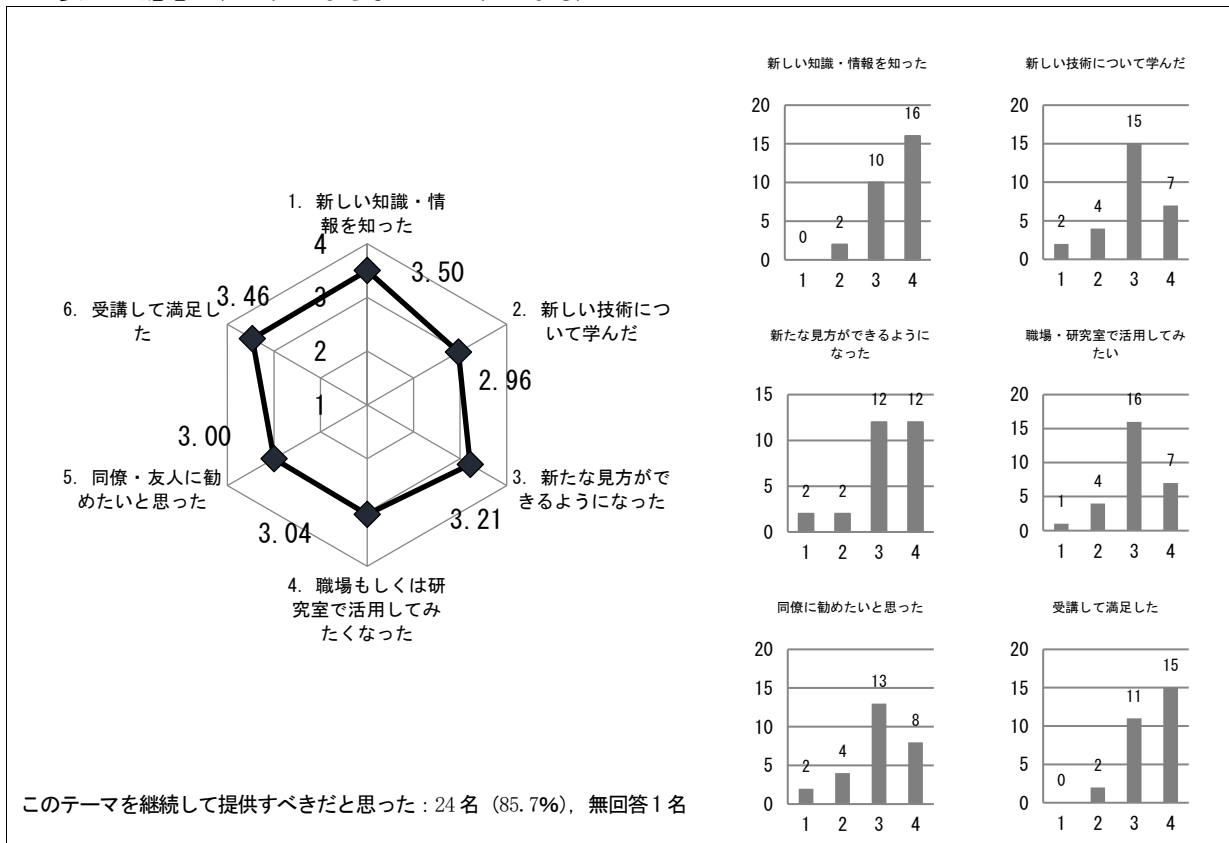 1. 新しい知識・情
報を知った
4
3.50
3
2
1
2. 新しい技術につ
いて学んだ
2.96
3. 新たな見方がで
きるようになった
3.21
4. 職場もしくは研
究室で活用してみ
たくなった
3.04
5. 同僚・友人に勧
めたいと思った
3.00
6. 受講して満足し
た
3.46
新しい知識・情報を知った
20
15
10
5
0
0
2
10
16
1 2 3 4
新しい技術について学んだ
20
15
10
5
0
2
4
15
7
1 2 3 4
新たな見方ができるように
なった
15
10
5
0
2
2
12
12
1 2 3 4
職場・研究室で活用してみ
たい
20
15
10
5
0
1
4
16
7
1 2 3 4
同僚に勧めたいと思った
20
15
10
5
0
2
4
13
8
1 2 3 4
受講して満足した
20
15
10
5
0
0
2
11
15
1 2 3 4
このテーマを継続して提供すべきだと思った：24名（85.7%），無回答1名